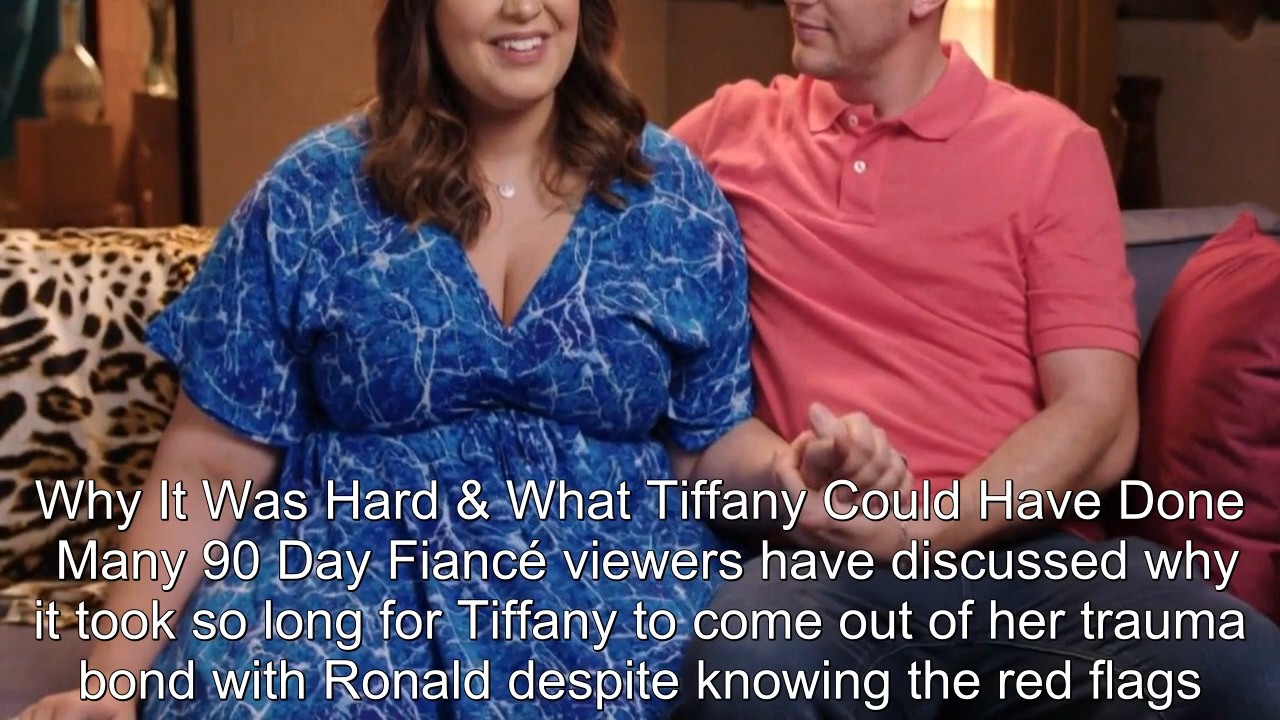 Why It Was Hard & What Tiffany Could Have Done
Many 90 Day Fiancé viewers have discussed why
it took so long for Tiffany to come out of her trauma
bond with Ronald despite knowing the red flags